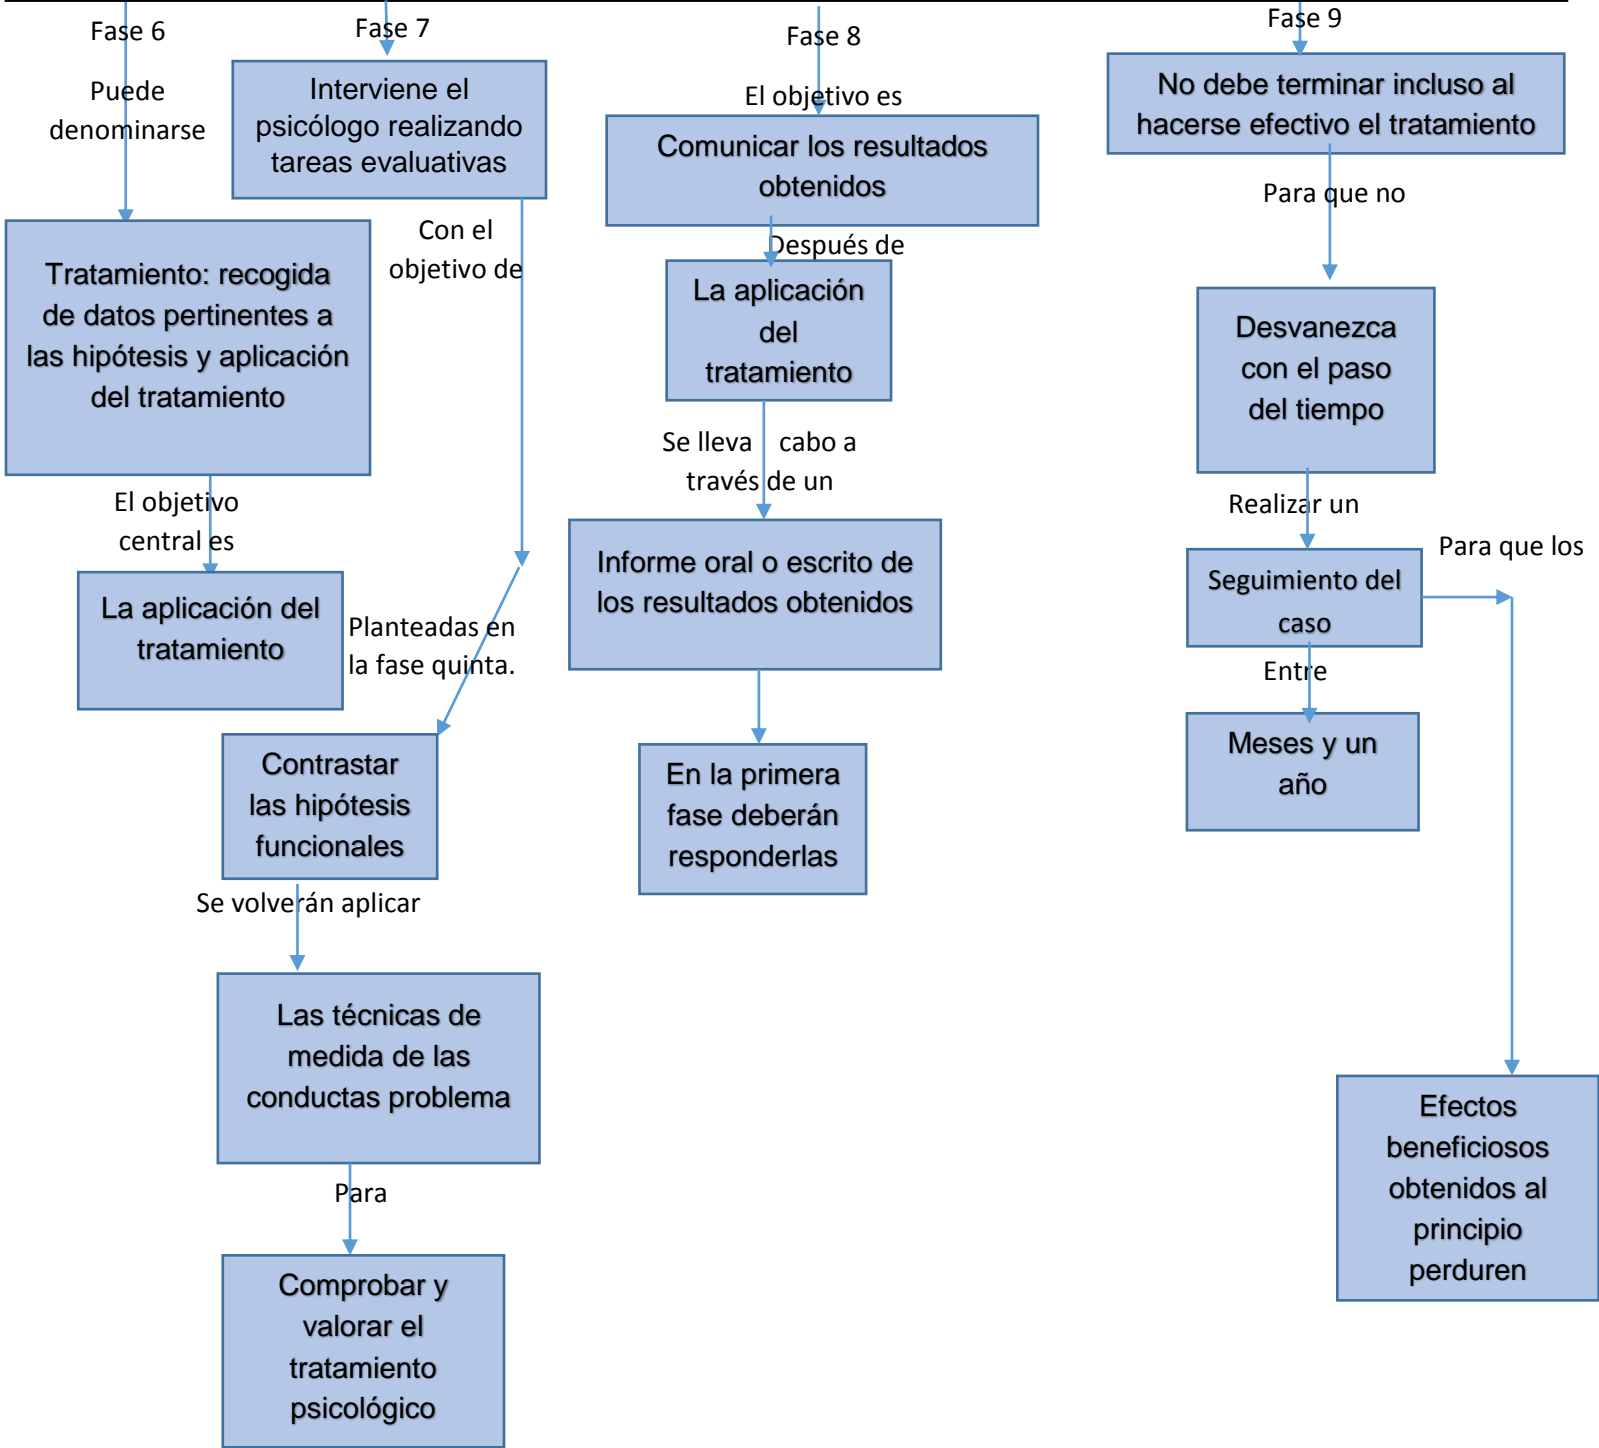 Fase 6
Puede
denominarse
Tratamiento: recogida
de datos pertinentes a
las hipótesis y aplicación
del tratamiento
El objetivo
central es
La aplicación del
tratamiento
Fase 7
Interviene el
psicólogo realizando
tareas evaluativas
Con el
objetivo de
Planteadas en
la fase quinta.
Contrastar
las hipótesis
funcionales
Se volverán aplicar
Las técnicas de
medida de las
conductas problema
Para
Comprobar y
valorar el
tratamiento
psicológico
Fase 8
El objetivo es
Comunicar los resultados
obtenidos
Después de
La aplicación
del
tratamiento
Se lleva cabo a
través de un
Informe oral o escrito de
los resultados obtenidos
En la primera
fase deberán
responderlas
Fase 9
No debe terminar incluso al
hacerse efectivo el tratamiento
Para que no
Desvanezca
con el paso
del tiempo
Realizar un
Seguimiento del
caso
Entre
Meses y un
año
Para que los
Efectos
beneficiosos
obtenidos al
principio
perduren